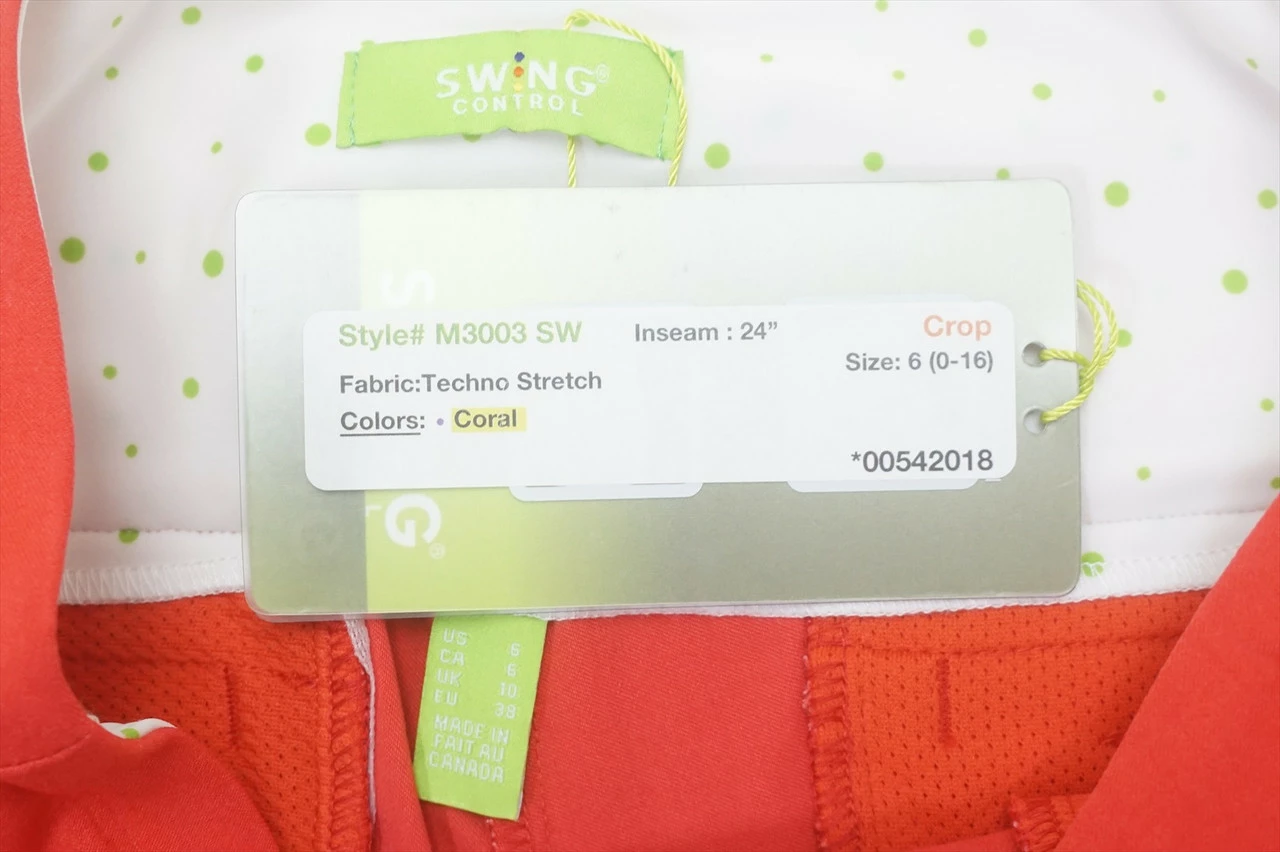 SWING®
CONTROL
S
Style# M3003 SW
Inseam : 24”
Crop
Size: 6 (0-16)
Fabric:Techno Stretch
Colors: • Coral
*00542018
G®
US 6
CA 6
UK 10
EU 38
MADE IN
FAIT AU
CANADA